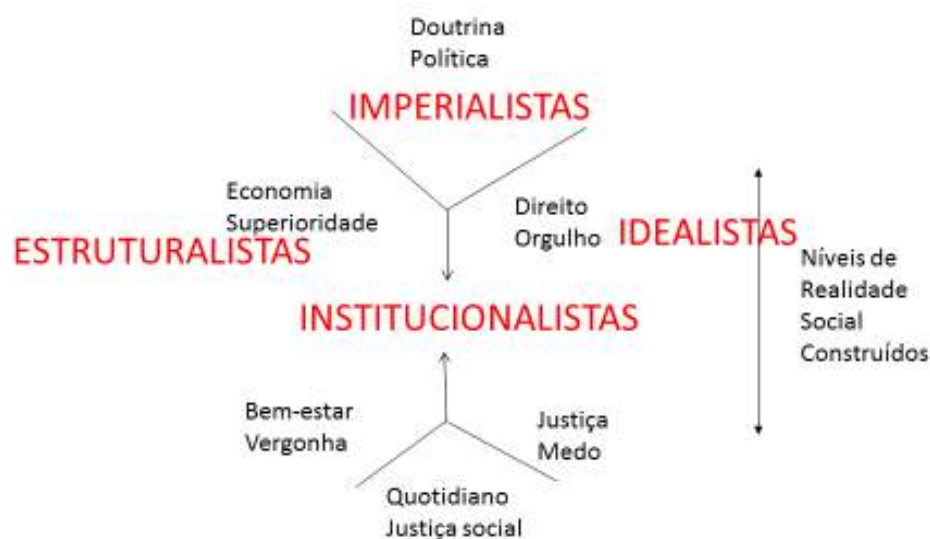 Doutrina
Política
IMPERIALISTAS
Economia
Superioridade
Direito
Orgulho
ESTRUTURALISTAS
IDEALISTAS
Níveis de
Realidade
Social
Construídos
INSTITUCIONALISTAS
Bem-estar
Vergonha
Justiça
Medo
Quotidiano
Justiça social